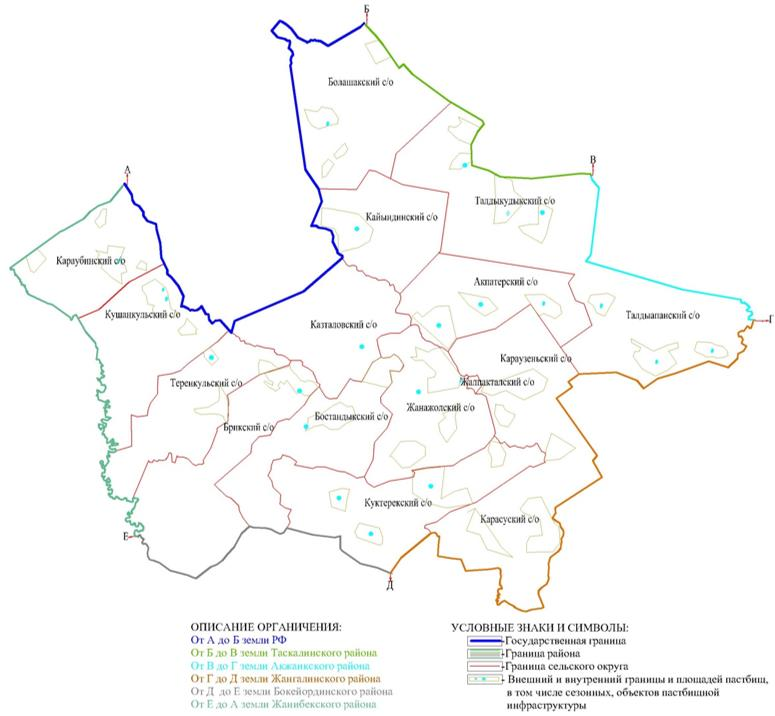 Б
Болашакский с/о
В
А
Талдыкудыкский с/о
Кайындинский с/о
Караубинский с/о
Акпатерский с/о
Кушанкульский с/о
Талдыапанский с/о
Г
Казталовский с/о
Караузеньский с/о
Теренкульский с/о
Жалпактальский с/о
Жанажолский с/о
Бостандыкский с/о
Брикский с/о
Куктерекский с/о
Карасуский с/о
Е
Д
ОПИСАНИЕ ОРГАНИЧЕНИЯ:
От А до Б земли РФ
От Б до В земли Таскалинского района
От В до Г земли Акжанкского района
От Г до Д земли Жангалинского района
От Д до Е земли Бокейординского района
От Е до А земли Жанибекского района
УСЛОВНЫЕ ЗНАКИ И СИМВОЛЫ:
-Государственная граница
-Граница района
-Граница сельского округа
- Внешний и внутренний границы и площадей пастбищ,
в том числе сезонных, объектов пастбищной
инфраструктуры